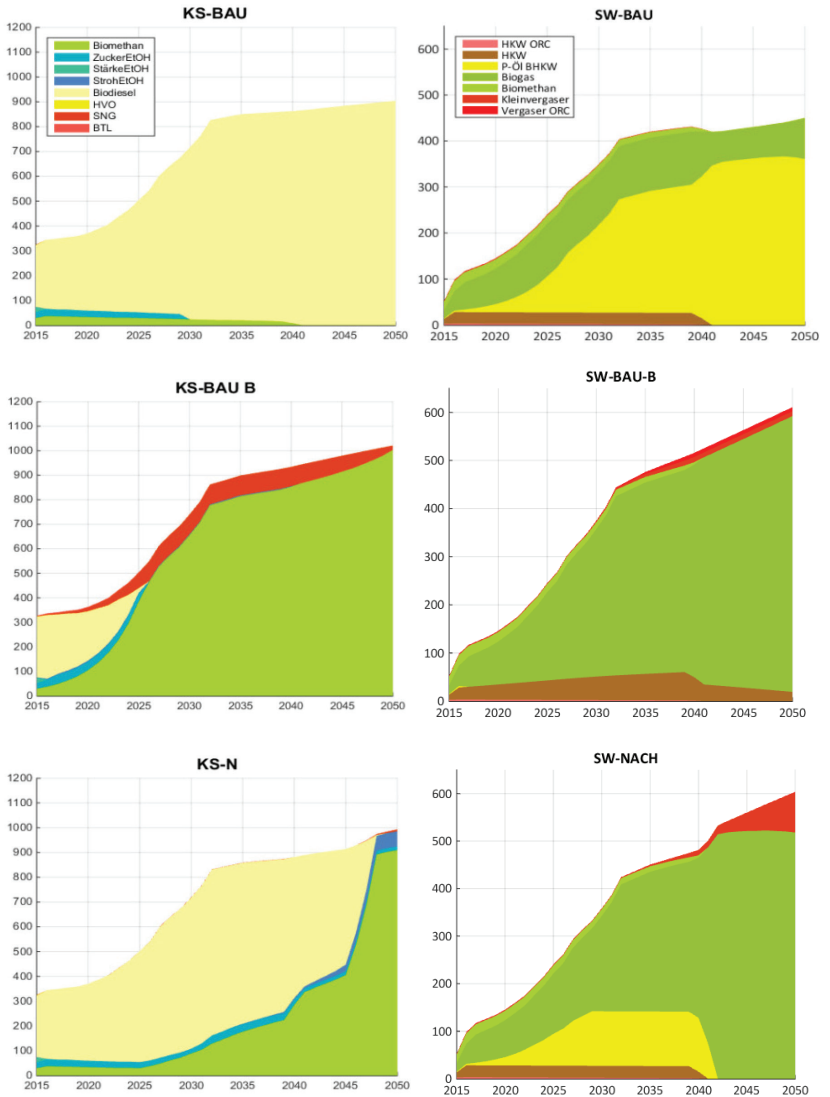 KS-BAU
1200
1100
1000
900
800
700
600
500
400
300
200
100
0
2015 2020 2025 2030 2035 2040 2045 2050
Biomethan
ZuckerEtOH
StärkeEtOH
StrohEtOH
Biodiesel
HVO
SNG
BTL
SW-BAU
600
500
400
300
200
100
0
2015 2020 2025 2030 2035 2040 2045 2050
HKW ORC
HKW
P-Öl BHKW
Biogas
Biomethan
Kleinvergaser
Vergaser ORC
KS-BAU B
1200
1100
1000
900
800
700
600
500
400
300
200
100
0
2015 2020 2025 2030 2035 2040 2045 2050
SW-BAU-B
600
500
400
300
200
100
0
2015 2020 2025 2030 2035 2040 2045 2050
KS-N
1200
1100
1000
900
800
700
600
500
400
300
200
100
0
2015 2020 2025 2030 2035 2040 2045 2050
SW-NACH
600
500
400
300
200
100
0
2015 2020 2025 2030 2035 2040 2045 2050